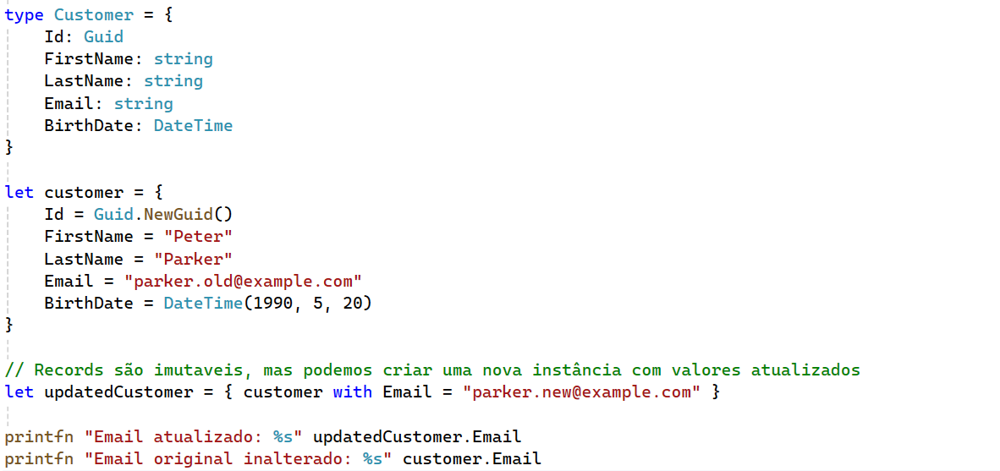 type Customer = {
    Id: Guid
    FirstName: string
    LastName: string
    Email: string
    BirthDate: DateTime
}
let customer = {
    Id = Guid.NewGuid()
    FirstName = "Peter"
    LastName = "Parker"
    Email = "parker.old@example.com"
    BirthDate = DateTime(1990, 5, 20)
}
// Records são imutaveis, mas podemos criar uma nova instância com valores atualizados
let updatedCustomer = { customer with Email = "parker.new@example.com" }
printfn "Email atualizado: %s" updatedCustomer.Email
printfn "Email original inalterado: %s" customer.Email